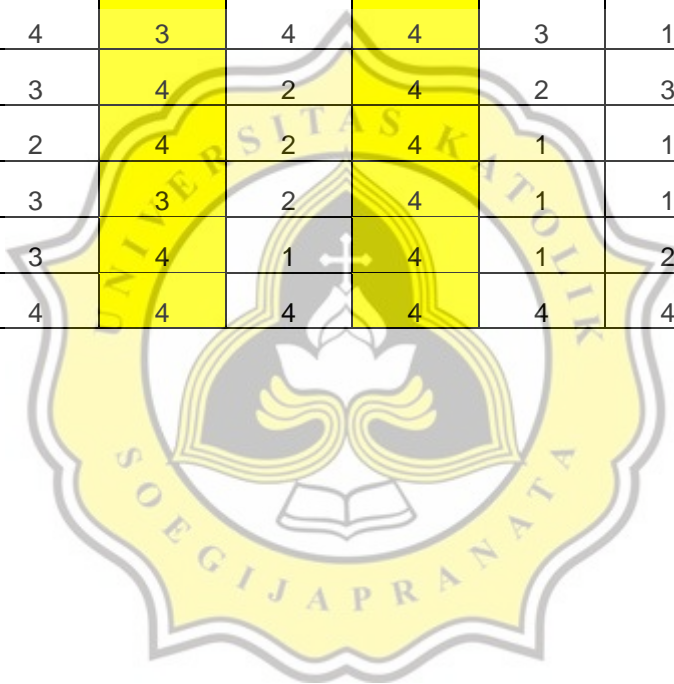 4 3 4 4 3 1
3 4 2 4 2 3
2 4 2 4 1 1
3 3 2 4 1 1
3 4 1 4 1 2
4 4 4 4 4 4
UNIVERSITAS KATOLIK
SOEGIJAPRANATA